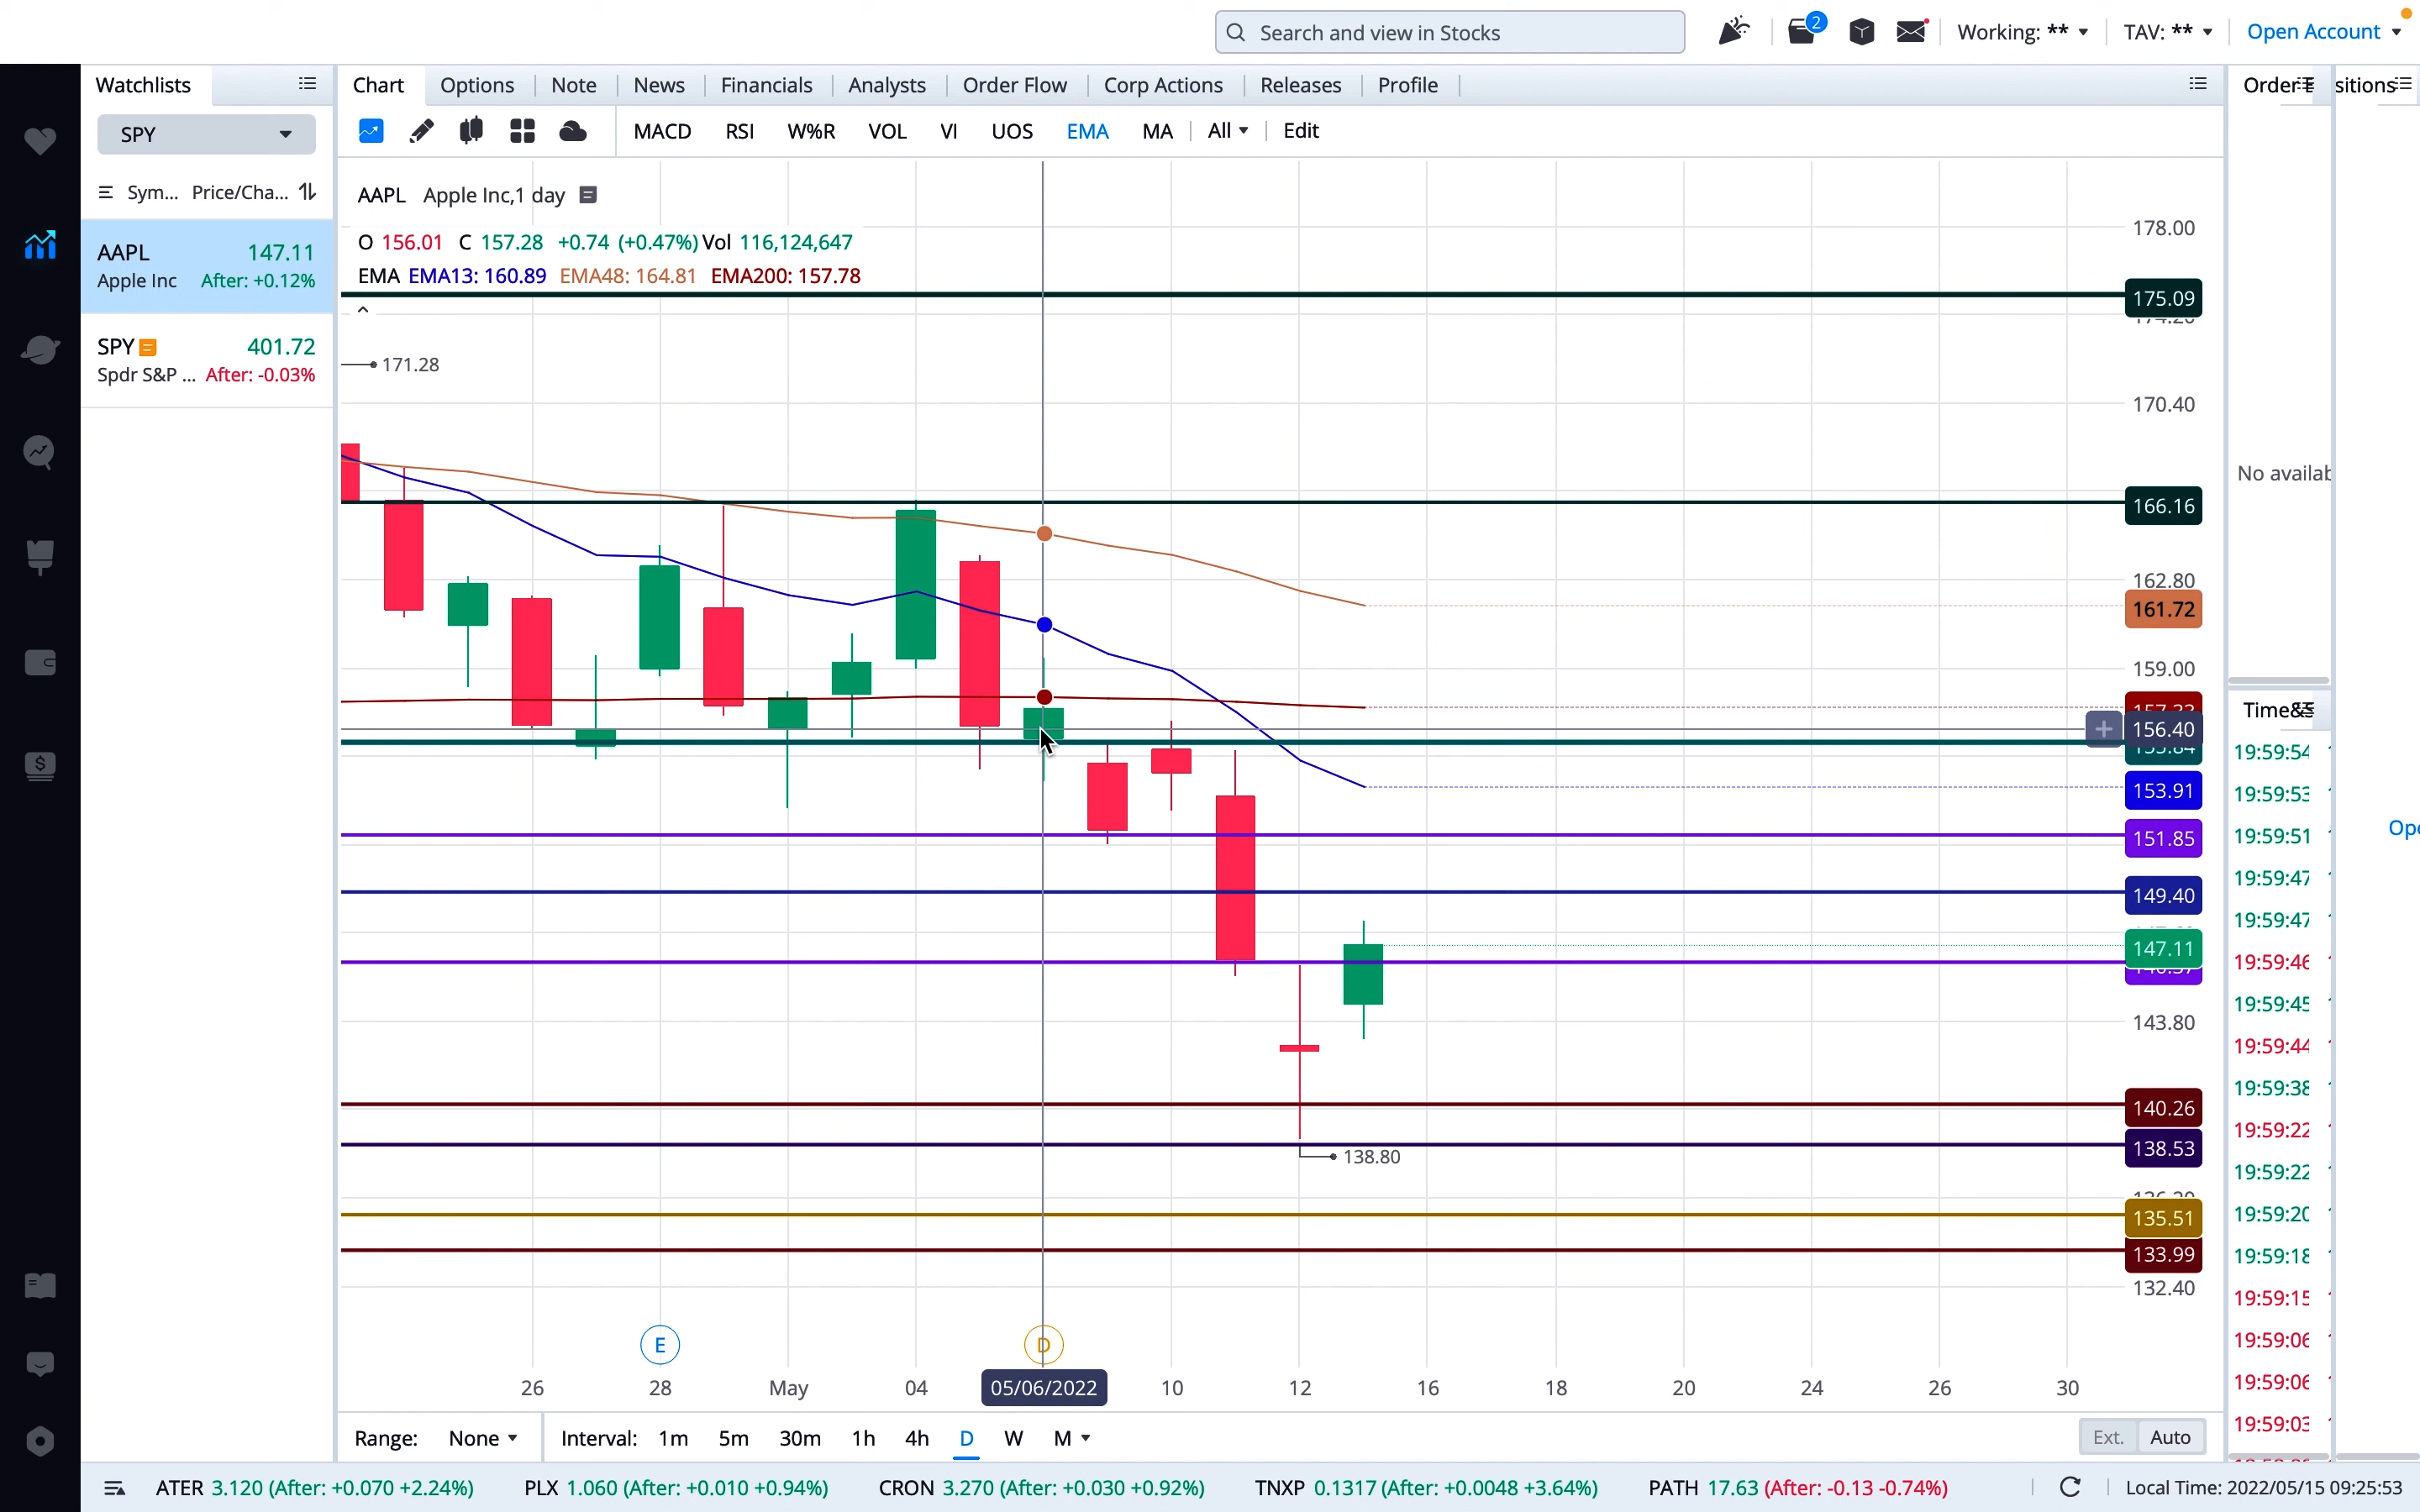 Search and view in Stocks
2
Working: **
TAV: **
Open Account
Watchlists
Chart Options Note News Financials Analysts Order Flow Corp Actions Releases Profile
SPY
MACD RSI W%R VOL VI UOS EMA MA All Edit
Sym... Price/Cha...
AAPL 147.11
Apple Inc After: +0.12%
SPY 401.72
Spdr S&P ... After: -0.03%
AAPL Apple Inc,1 day
O 156.01 C 157.28 +0.74 (+0.47%) Vol 116,124,647
EMA EMA13: 160.89 EMA48: 164.81 EMA200: 157.78
171.28
138.80
178.00
175.09
170.40
166.16
162.80
161.72
159.00
156.40
153.91
151.85
149.40
147.11
143.80
140.26
138.53
135.51
133.99
132.40
E
D
26 28 May 04 05/06/2022 10 12 16 18 20 24 26 30
Range: None Interval: 1m 5m 30m 1h 4h D W M
Ext. Auto
Order
sitions
No availab
Time&S
19:59:54
19:59:53
19:59:51
19:59:47
19:59:47
19:59:46
19:59:45
19:59:44
19:59:38
19:59:22
19:59:22
19:59:20
19:59:18
19:59:15
19:59:06
19:59:06
19:59:03
Ope
ATER 3.120 (After: +0.070 +2.24%) PLX 1.060 (After: +0.010 +0.94%) CRON 3.270 (After: +0.030 +0.92%) TNXP 0.1317 (After: +0.0048 +3.64%) PATH 17.63 (After: -0.13 -0.74%)
Local Time: 2022/05/15 09:25:53